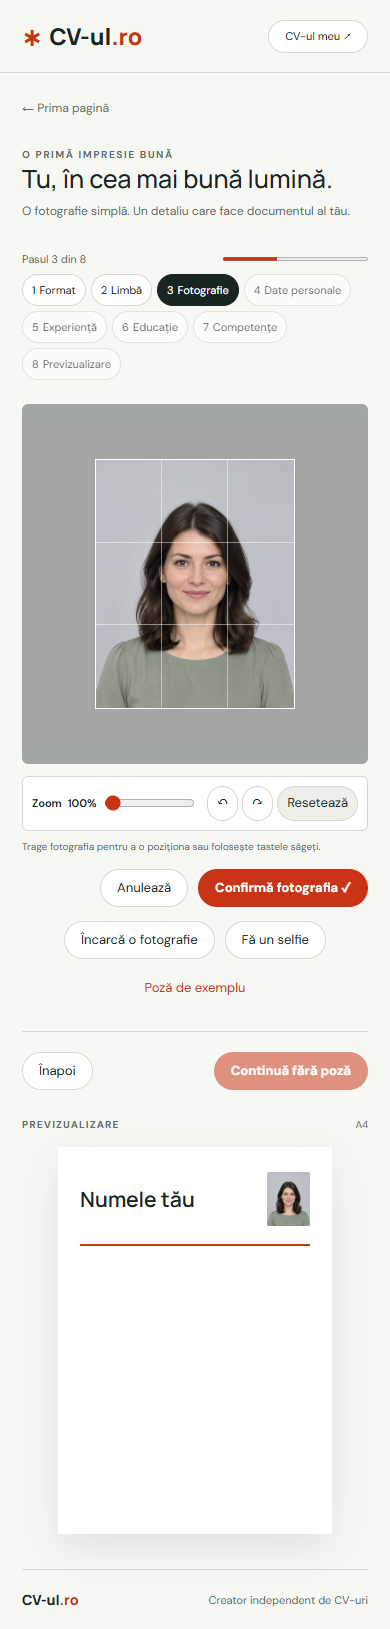 CV-ul.ro
CV-ul meu ↗
← Prima pagină
O PRIMĂ IMPRESIE BUNĂ
Tu, în cea mai bună lumină.
O fotografie simplă. Un detaliu care face documentul al tău.
Pasul 3 din 8
1 Format 2 Limbă 3 Fotografie 4 Date personale
5 Experiență 6 Educație 7 Competențe
8 Previzualizare
Zoom 100% ↶ ↷ Resetează
Trage fotografia pentru a o poziționa sau folosește tastele săgeți.
Anulează Confirmă fotografia ✓
Încarcă o fotografie Fă un selfie
Poză de exemplu
Înapoi Continuă fără poză
PREVIZUALIZARE A4
Numele tău
CV-ul.ro Creator independent de CV-uri